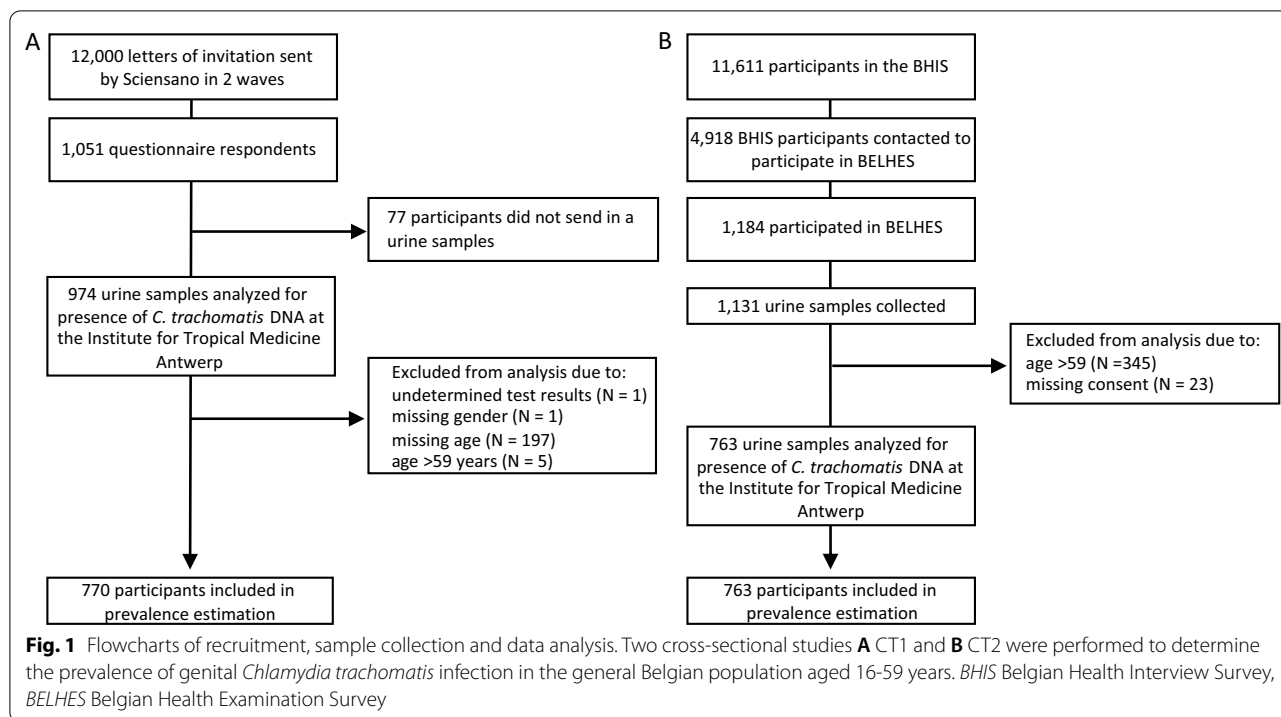 A
12,000 letters of invitation sent
by Sciensano in 2 waves
1,051 questionnaire respondents
77 participants did not send in a
urine samples
974 urine samples analyzed for
presence of C. trachomatis DNA at
the Institute for Tropical Medicine
Antwerp
Excluded from analysis due to:
undetermined test results (N = 1)
missing gender (N = 1)
missing age (N = 197)
age >59 years (N = 5)
770 participants included in
prevalence estimation
B
11,611 participants in the BHIS
4,918 BHIS participants contacted to
participate in BELHES
1,184 participated in BELHES
1,131 urine samples collected
Excluded from analysis due to:
age >59 (N =345)
missing consent (N = 23)
763 urine samples analyzed for
presence of C. trachomatis DNA at
the Institute for Tropical Medicine
Antwerp
763 participants included in
prevalence estimation
Fig. 1 Flowcharts of recruitment, sample collection and data analysis. Two cross-sectional studies A CT1 and B CT2 were performed to determine
the prevalence of genital Chlamydia trachomatis infection in the general Belgian population aged 16-59 years. BHIS Belgian Health Interview Survey,
BELHES Belgian Health Examination Survey